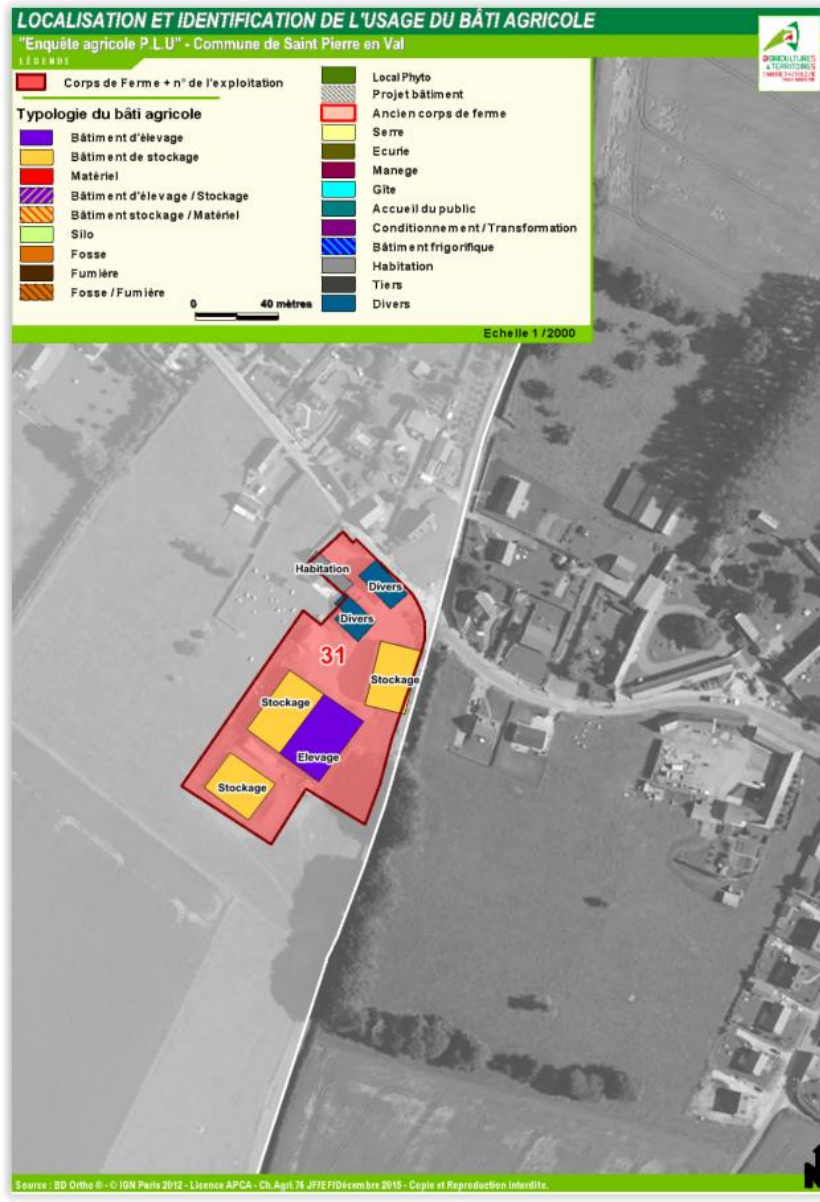 LOCALISATION ET IDENTIFICATION DE L'USAGE DU BÂTI AGRICOLE
"Enquête agricole P.L.U" - Commune de Saint Pierre en Val
LÉGENDE
Corps de Ferme + n° de l'exploitation
Typologie du bâti agricole
Bâtiment d'élevage
Bâtiment de stockage
Matériel
Bâtiment d'élevage / Stockage
Bâtiment stockage / Matériel
Silo
Fosse
Fumière
Fosse / Fumière
0 40 mètres
Local Phyto
Projet bâtiment
Ancien corps de ferme
Serre
Ecurie
Manege
Gîte
Accueil du public
Conditionnement / Transformation
Bâtiment frigorifique
Habitation
Tiers
Divers
Echelle 1 /2000
AGRICULTURES
& TERRITOIRES
Habitation
Divers
Divers
31
Stockage
Stockage
Elevage
Stockage
N
Source : BD Ortho ® - © IGN Paris 2012 - Licence APCA - Ch.Agri.76 JF/EF/Décembre 2015 - Copie et Reproduction interdite.